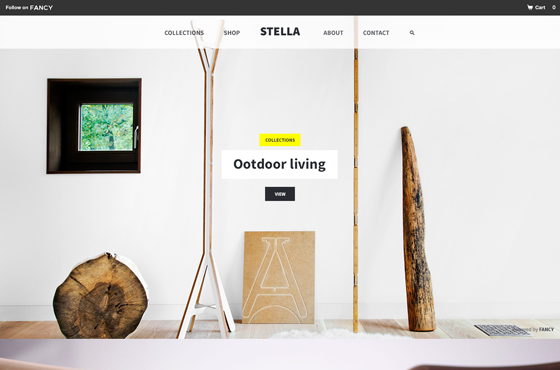 Follow on FANCY
Cart 0
COLLECTIONS SHOP STELLA ABOUT CONTACT
COLLECTIONS
Ootdoor living
VIEW
A
Powered by FANCY